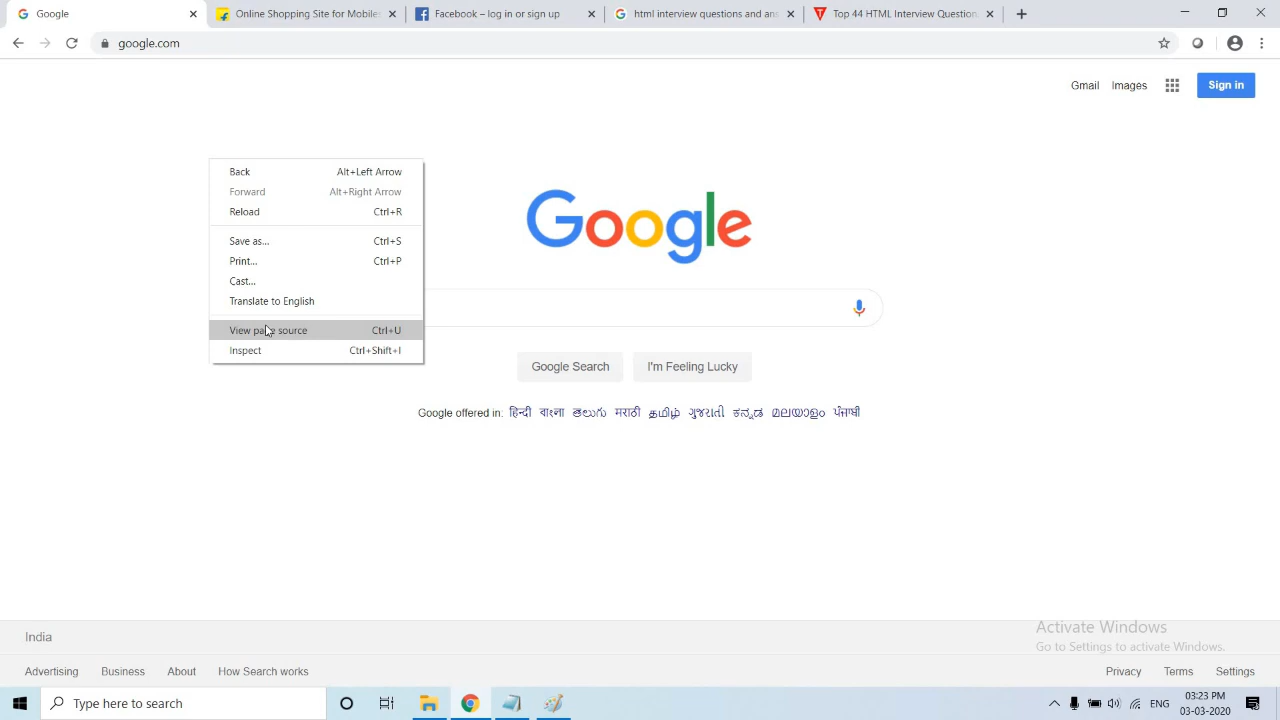 Google
Online Shopping Site for Mobiles
Facebook – log in or sign up
html interview questions and ans
Top 44 HTML Interview Question
google.com
Gmail Images Sign in
Back Alt+Left Arrow
Forward Alt+Right Arrow
Reload Ctrl+R
Save as... Ctrl+S
Print... Ctrl+P
Cast...
Translate to English
View page source Ctrl+U
Inspect Ctrl+Shift+I
Google
Google Search I'm Feeling Lucky
Google offered in: हिन्दी বাংলা తెలుగు मराठी தமிழ் ગુજરાતી ಕನ್ನಡ മലയാളം ਪੰਜਾਬੀ
India
Activate Windows
Go to Settings to activate Windows.
Advertising Business About How Search works Privacy Terms Settings
Type here to search
ENG
03:23 PM
03-03-2020